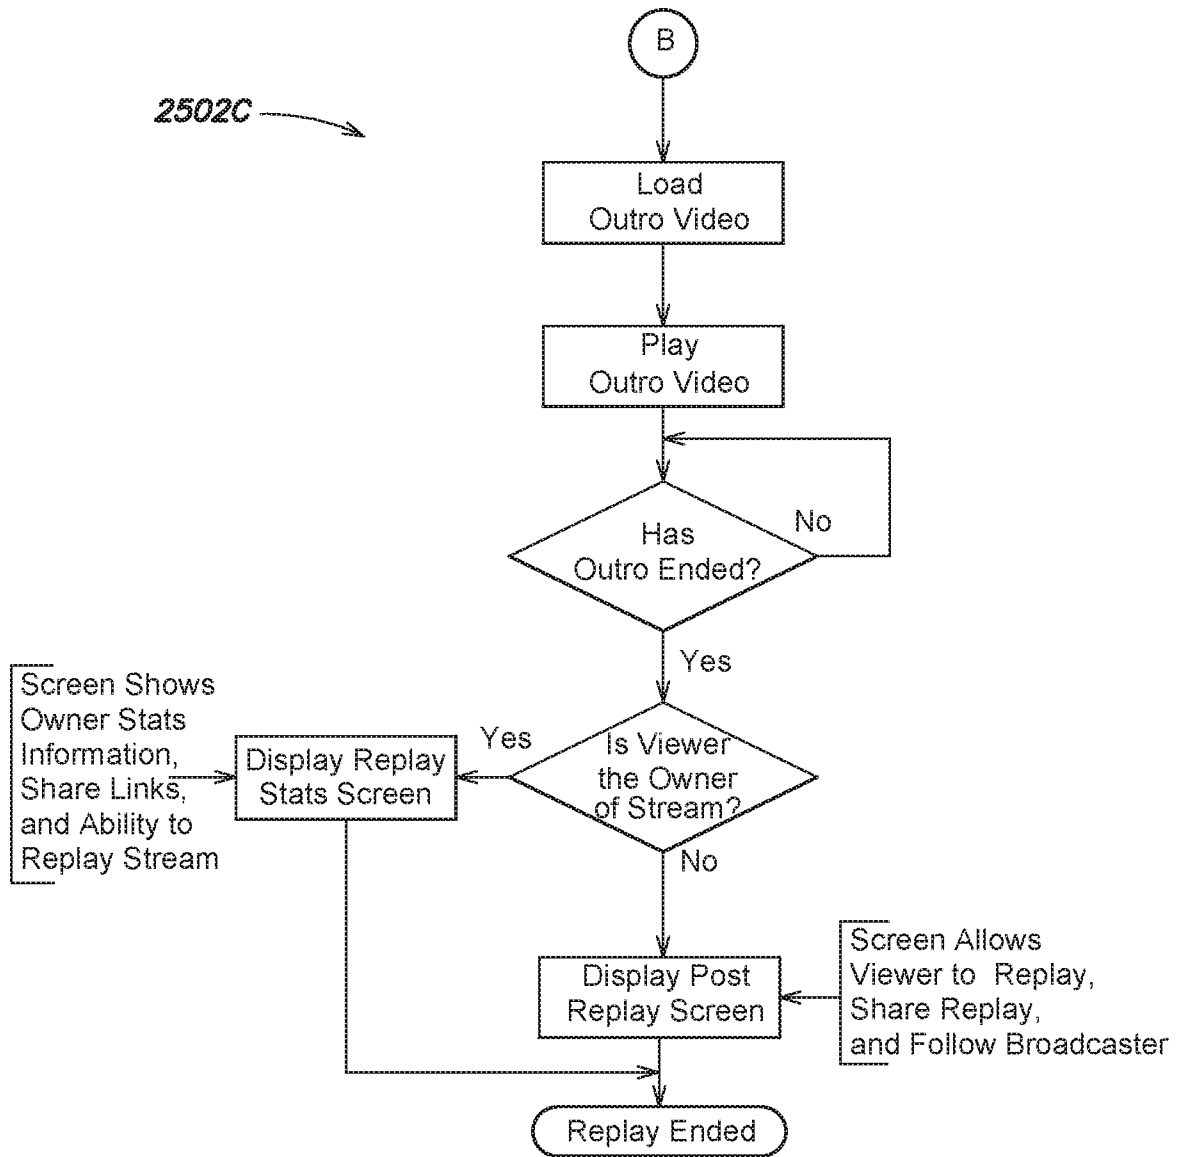 B
2502C
Load
Outro Video
Play
Outro Video
Has
Outro Ended?
No
Yes
Screen Shows
Owner Stats
Information,
Share Links,
and Ability to
Replay Stream
Display Replay
Stats Screen
Yes
Is Viewer
the Owner
of Stream?
No
Display Post
Replay Screen
Screen Allows
Viewer to Replay,
Share Replay,
and Follow Broadcaster
Replay Ended